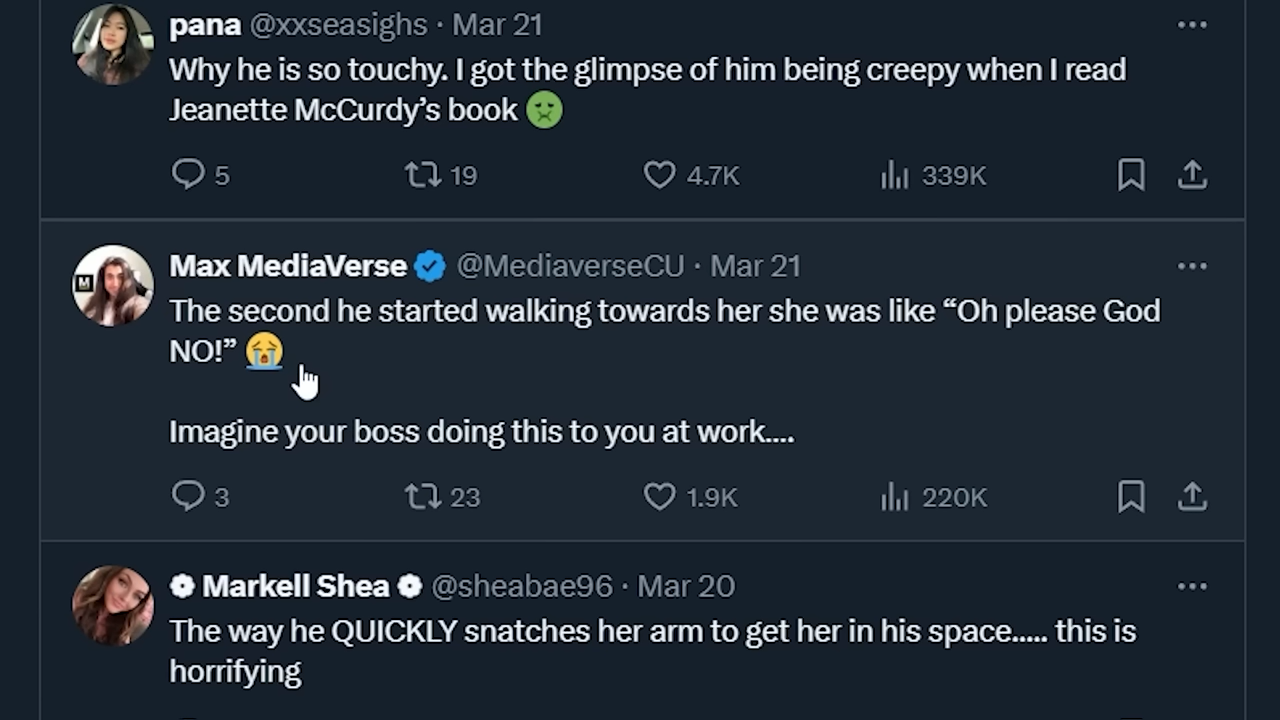 pana @xxseasighs · Mar 21
Why he is so touchy. I got the glimpse of him being creepy when I read
Jeanette McCurdy’s book 🤢
5 19 4.7K 339K
Max MediaVerse @MediaverseCU · Mar 21
M
The second he started walking towards her she was like “Oh please God
NO!” 😭
Imagine your boss doing this to you at work....
3 23 1.9K 220K
Markell Shea @sheabae96 · Mar 20
The way he QUICKLY snatches her arm to get her in his space..... this is
horrifying